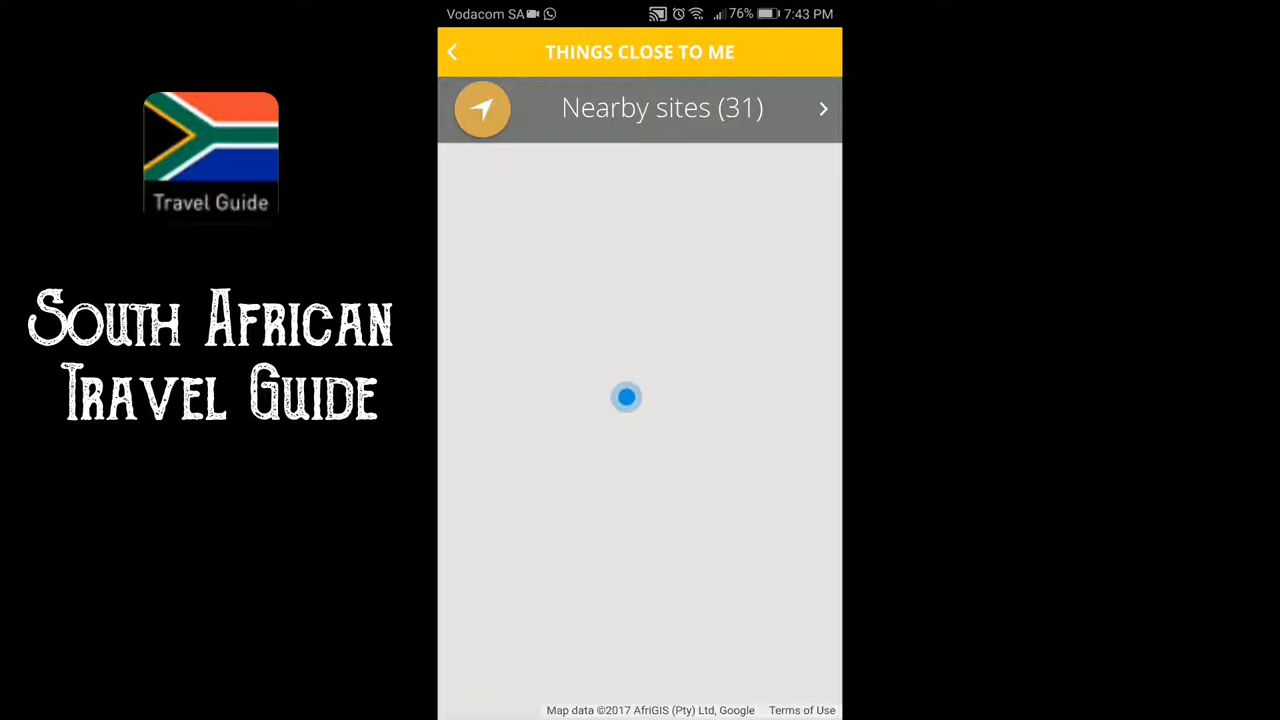 Vodacom SA 76% 7:43 PM
THINGS CLOSE TO ME
Nearby sites (31)
Travel Guide
South African
Travel Guide
Map data ©2017 AfriGIS (Pty) Ltd, Google Terms of Use